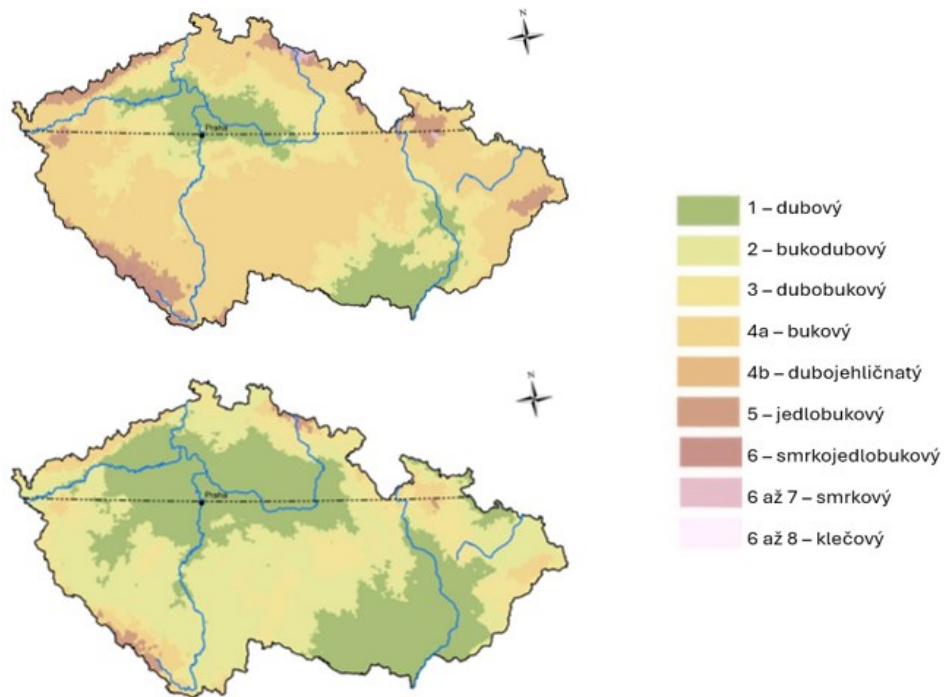 N
Praha
1 – dubový
2 – bukodubový
3 – dubobukový
4a – bukový
4b – dubojehličnatý
5 – jedlobukový
6 – smrkojedlobukový
6 až 7 – smrkový
6 až 8 – klečový
N
Praha